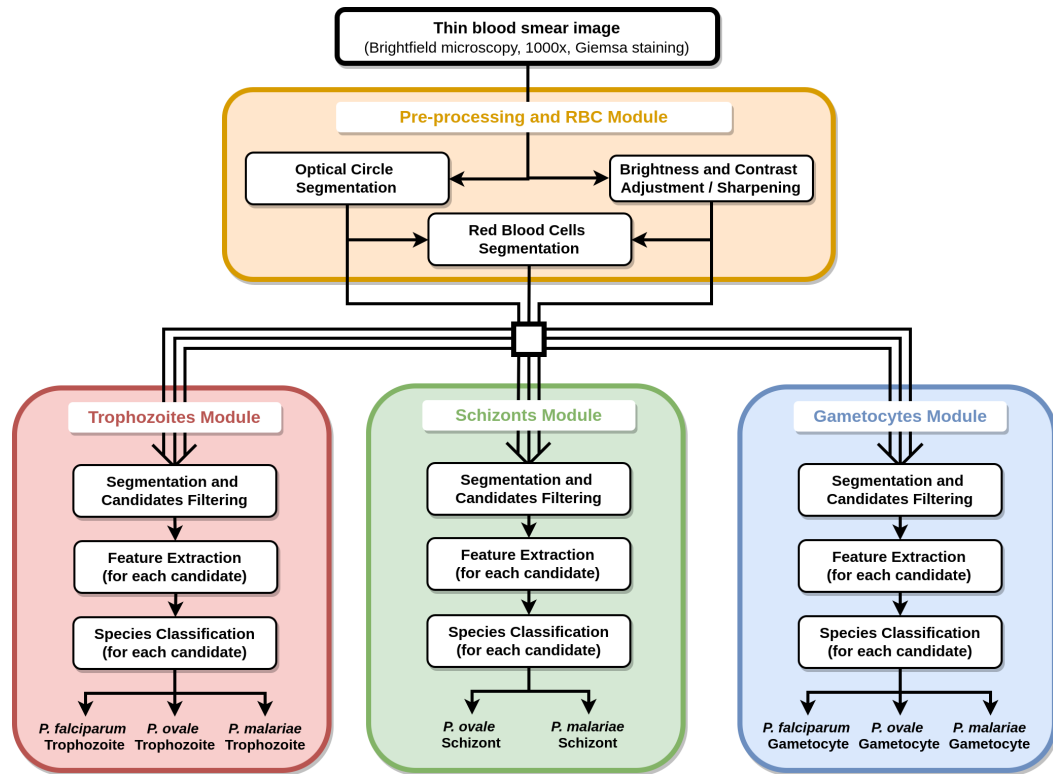 Thin blood smear image
(Brightfield microscopy, 1000x, Giemsa staining)
Pre-processing and RBC Module
Optical Circle
Segmentation
Brightness and Contrast
Adjustment / Sharpening
Red Blood Cells
Segmentation
Trophozoites Module
Segmentation and
Candidates Filtering
Feature Extraction
(for each candidate)
Species Classification
(for each candidate)
P. falciparum
Trophozoite
P. ovale
Trophozoite
P. malariae
Trophozoite
Schizonts Module
Segmentation and
Candidates Filtering
Feature Extraction
(for each candidate)
Species Classification
(for each candidate)
P. ovale
Schizont
P. malariae
Schizont
Gametocytes Module
Segmentation and
Candidates Filtering
Feature Extraction
(for each candidate)
Species Classification
(for each candidate)
P. falciparum
Gametocyte
P. ovale
Gametocyte
P. malariae
Gametocyte